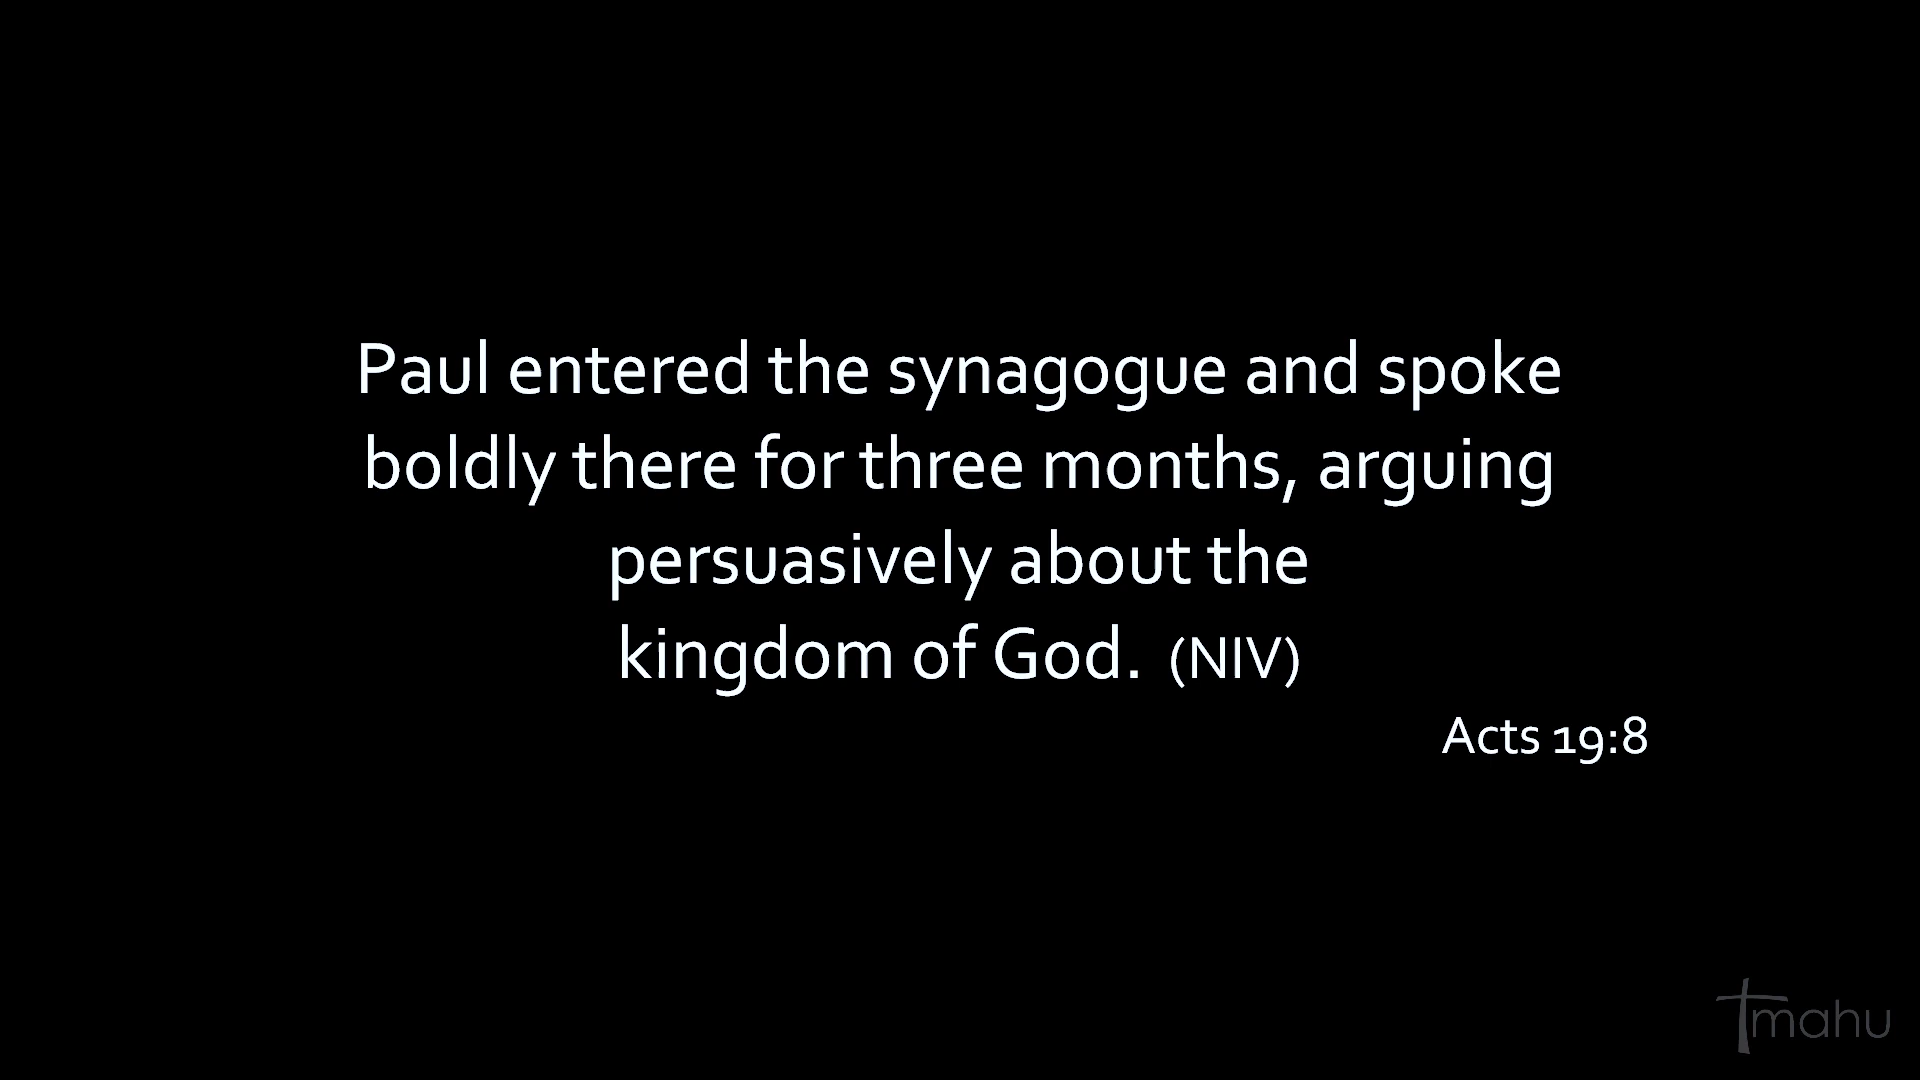 Paul entered the synagogue and spoke
boldly there for three months, arguing
persuasively about the
kingdom of God. (NIV)
Acts 19:8
mahu